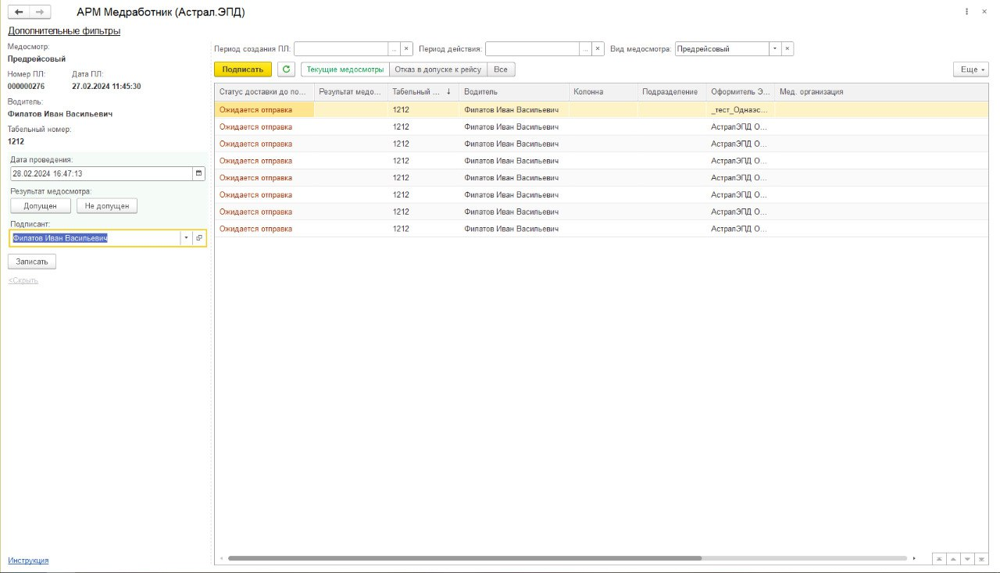 АРМ Медработник (Астрал.ЭПД)
Дополнительные фильтры
Медосмотр:
Предрейсовый
Номер ПЛ: Дата ПЛ:
000000276 27.02.2024 11:45:30
Водитель:
Филатов Иван Васильевич
Табельный номер:
1212
Дата проведения:
28.02.2024 16:47:13
Результат медосмотра:
Допущен Не допущен
Подписант:
Филатов Иван Васильевич
Записать
<Скрыть
Инструкция
Период создания ПЛ: ... × Период действия: ... × Вид медосмотра: Предрейсовый ×
Подписать Текущие медосмотры Отказ в допуске к рейсу Все Еще
Статус доставки до по... Результат медо... Табельный ... ↓ Водитель Колонна Подразделение Оформитель Э... Мед. организация
Ожидается отправка 1212 Филатов Иван Васильевич _тест_Одназс...
Ожидается отправка 1212 Филатов Иван Васильевич АстралЭПД О...
Ожидается отправка 1212 Филатов Иван Васильевич АстралЭПД О...
Ожидается отправка 1212 Филатов Иван Васильевич АстралЭПД О...
Ожидается отправка 1212 Филатов Иван Васильевич АстралЭПД О...
Ожидается отправка 1212 Филатов Иван Васильевич АстралЭПД О...
Ожидается отправка 1212 Филатов Иван Васильевич АстралЭПД О...
Ожидается отправка 1212 Филатов Иван Васильевич АстралЭПД О...